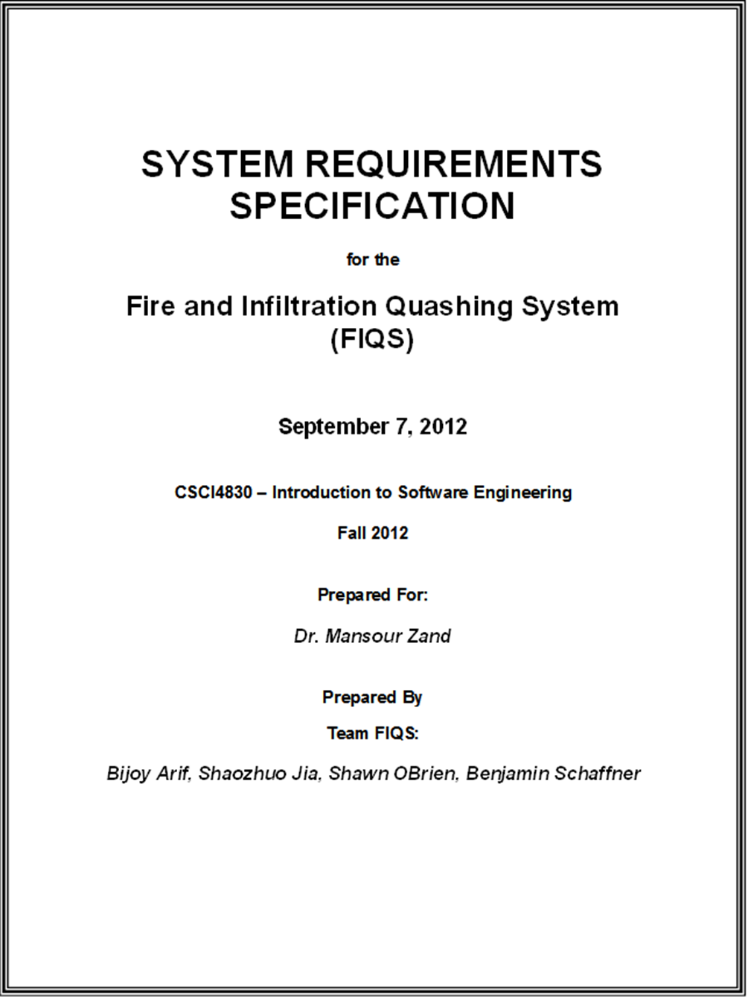 SYSTEM REQUIREMENTS
SPECIFICATION
for the
Fire and Infiltration Quashing System
(FIQS)
September 7, 2012
CSCI4830 – Introduction to Software Engineering
Fall 2012
Prepared For:
Dr. Mansour Zand
Prepared By
Team FIQS:
Bijoy Arif, Shaozhuo Jia, Shawn OBrien, Benjamin Schaffner